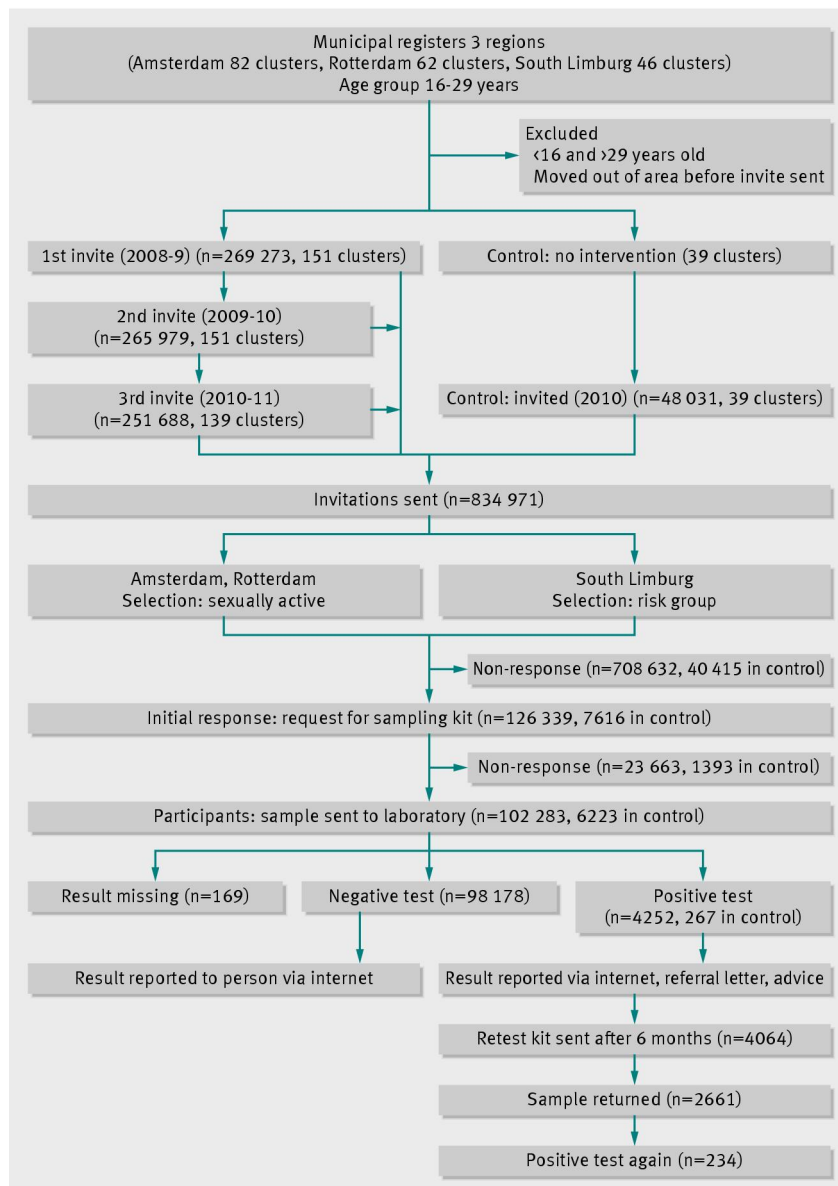 Municipal registers 3 regions
(Amsterdam 82 clusters, Rotterdam 62 clusters, South Limburg 46 clusters)
Age group 16-29 years
Excluded
<16 and >29 years old
Moved out of area before invite sent
1st invite (2008-9) (n=269 273, 151 clusters)
Control: no intervention (39 clusters)
2nd invite (2009-10)
(n=265 979, 151 clusters)
3rd invite (2010-11)
(n=251 688, 139 clusters)
Control: invited (2010) (n=48 031, 39 clusters)
Invitations sent (n=834 971)
Amsterdam, Rotterdam
Selection: sexually active
South Limburg
Selection: risk group
Non-response (n=708 632, 40 415 in control)
Initial response: request for sampling kit (n=126 339, 7616 in control)
Non-response (n=23 663, 1393 in control)
Participants: sample sent to laboratory (n=102 283, 6223 in control)
Result missing (n=169)
Negative test (n=98 178)
Positive test
(n=4252, 267 in control)
Result reported to person via internet
Result reported via internet, referral letter, advice
Retest kit sent after 6 months (n=4064)
Sample returned (n=2661)
Positive test again (n=234)